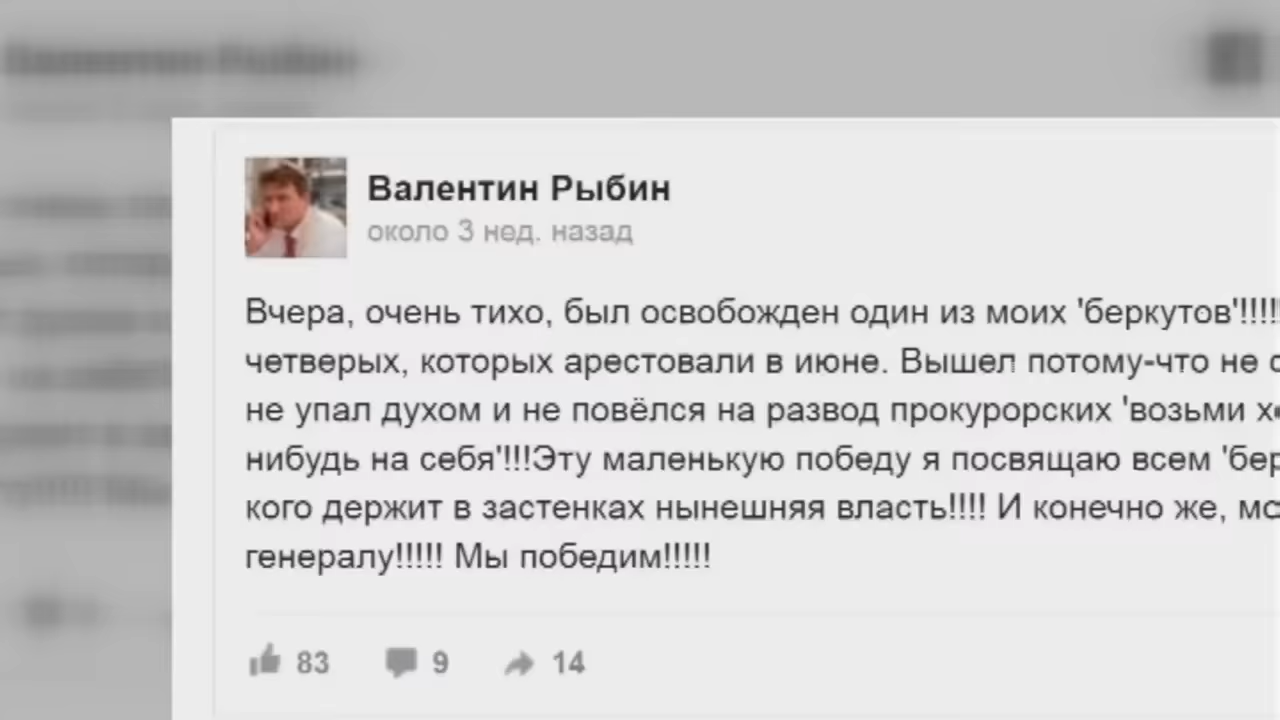 Валентин Рыбин
около 3 нед. назад
Вчера, очень тихо, был освобожден один из моих 'беркутов'!!!!!
четверых, которых арестовали в июне. Вышел потому-что не
не упал духом и не повёлся на развод прокурорских 'возьми
нибудь на себя'!!!Эту маленькую победу я посвящаю всем
кого держит в застенках нынешняя власть!!!! И конечно же,
генералу!!!!! Мы победим!!!!!
83 9 14